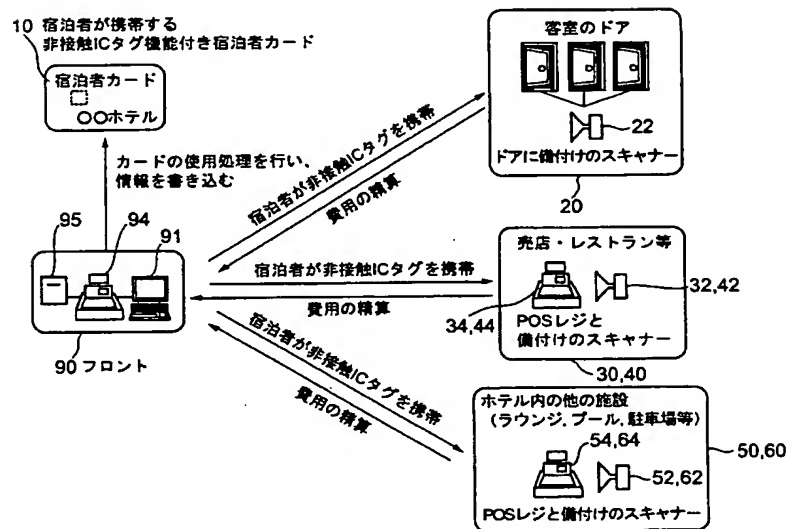 10 宿泊者が携帯する
非接触ICタグ機能付き宿泊者カード
宿泊者カード
○○ホテル
カードの使用処理を行い、
情報を書き込む
95
94
91
90 フロント
宿泊者が非接触ICタグを携帯
費用の精算
宿泊者が非接触ICタグを携帯
費用の精算
宿泊者が非接触ICタグを携帯
費用の精算
客室のドア
22
ドアに備付けのスキャナー
20
売店・レストラン等
32,42
34,44
POSレジと
備付けのスキャナー
30,40
ホテル内の他の施設
(ラウンジ,プール,駐車場等)
54,64
50,60
52,62
POSレジと備付けのスキャナー